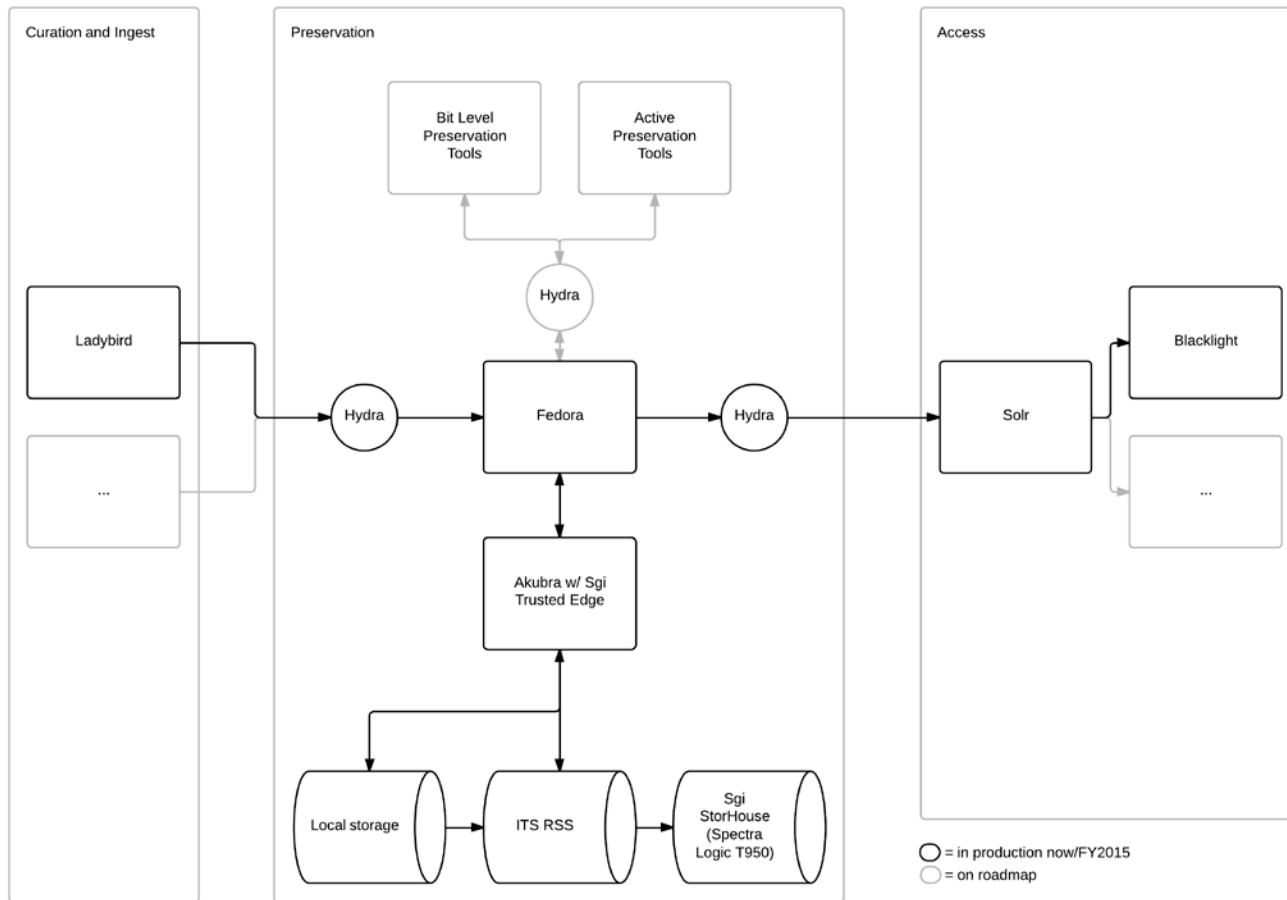 Curation and Ingest
Preservation
Access
Bit Level
Preservation
Tools
Active
Preservation
Tools
Hydra
Ladybird
Blacklight
Hydra
Fedora
Hydra
Solr
...
...
Akubra w/ Sgi
Trusted Edge
Local storage
ITS RSS
Sgi
StorHouse
(Spectra
Logic T950)
= in production now/FY2015
= on roadmap